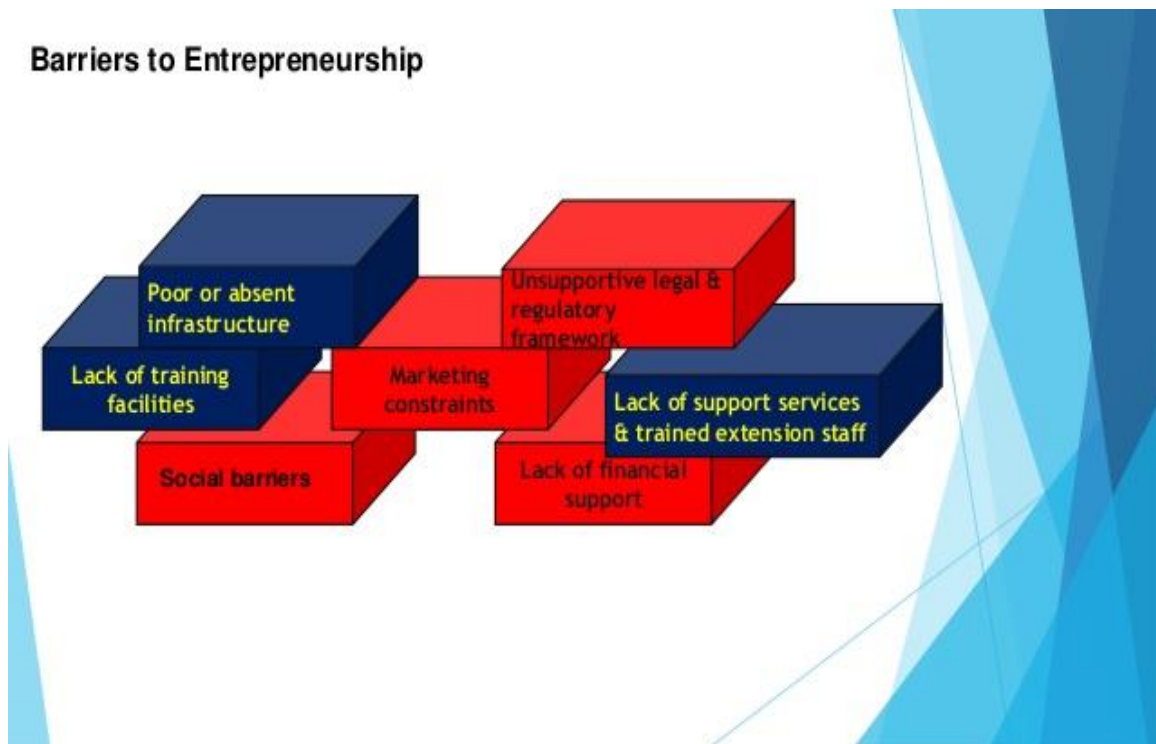 Barriers to Entrepreneurship
Poor or absent
infrastructure
Unsupportive legal &
regulatory
framework
Lack of training
facilities
Marketing
constraints
Lack of support services
& trained extension staff
Social barriers
Lack of financial
support